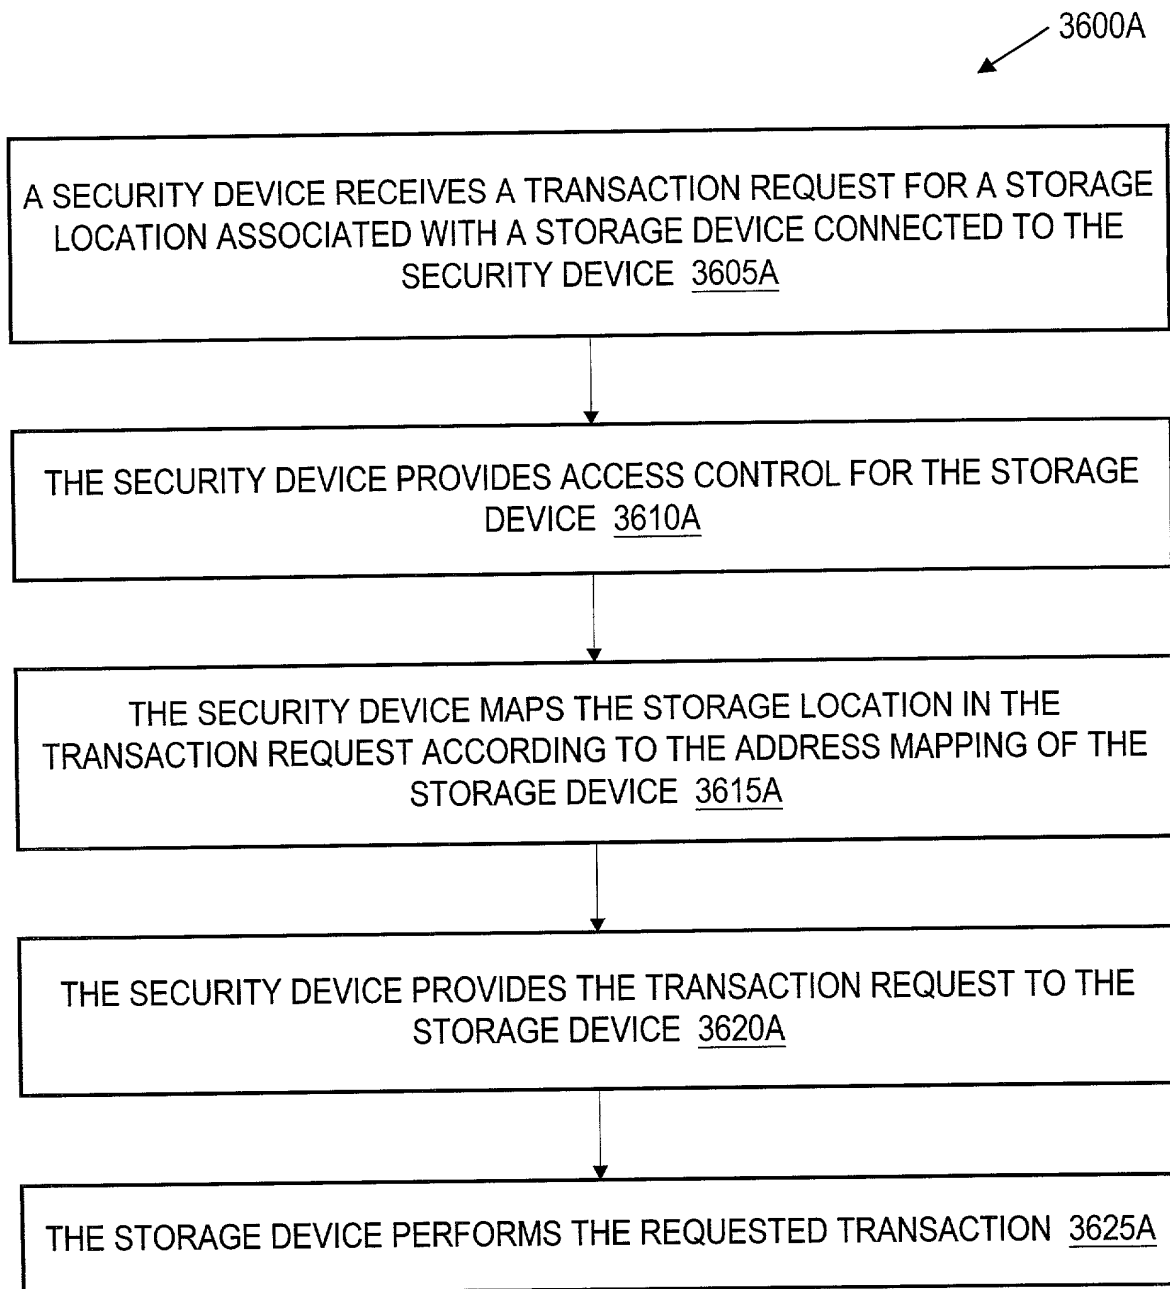 3600A
A SECURITY DEVICE RECEIVES A TRANSACTION REQUEST FOR A STORAGE
LOCATION ASSOCIATED WITH A STORAGE DEVICE CONNECTED TO THE
SECURITY DEVICE 3605A
THE SECURITY DEVICE PROVIDES ACCESS CONTROL FOR THE STORAGE
DEVICE 3610A
THE SECURITY DEVICE MAPS THE STORAGE LOCATION IN THE
TRANSACTION REQUEST ACCORDING TO THE ADDRESS MAPPING OF THE
STORAGE DEVICE 3615A
THE SECURITY DEVICE PROVIDES THE TRANSACTION REQUEST TO THE
STORAGE DEVICE 3620A
THE STORAGE DEVICE PERFORMS THE REQUESTED TRANSACTION 3625A